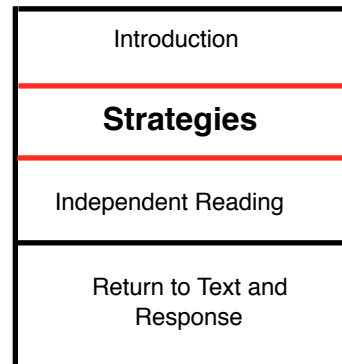 Introduction
Strategies
Independent Reading
Return to Text and
Response